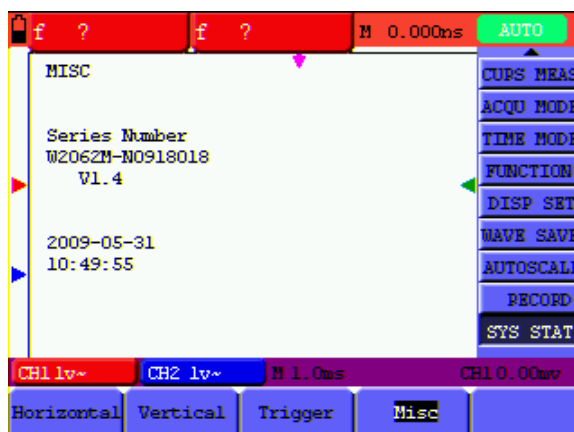 f ? f ? M 0.000ns AUTO
MISC
Series Number
W2062M-N0918018
V1.4
2009-05-31
10:49:55
CURS MEAS
ACQU MODE
TIME MODE
FUNCTION
DISP SET
WAVE SAVE
AUTOSCALE
RECORD
SYS STAT
CH1 1v~ CH2 1v~ M 1.0ms CH1 0.00mv
Horizontal Vertical Trigger Misc